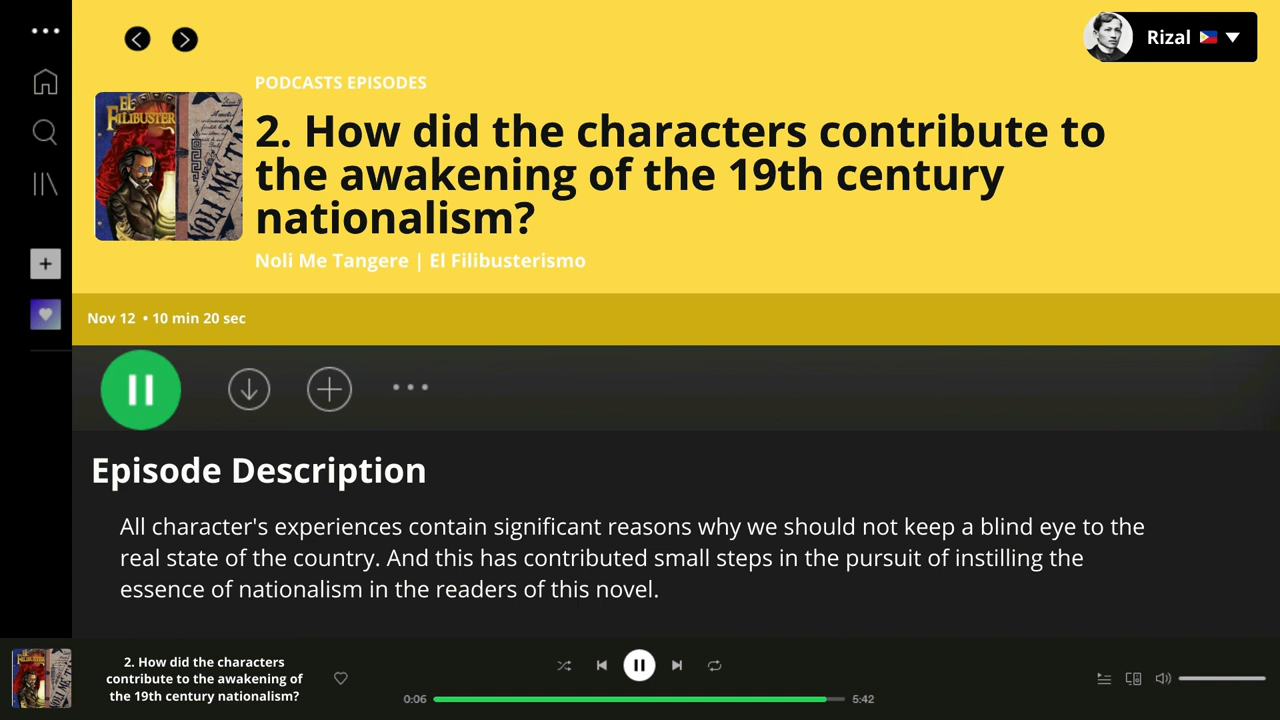 Rizal
PODCASTS EPISODES
2. How did the characters contribute to
the awakening of the 19th century
nationalism?
Noli Me Tangere | El Filibusterismo
EL
FILIBUSTER
NOLI ME T
Nov 12 • 10 min 20 sec
Episode Description
All character's experiences contain significant reasons why we should not keep a blind eye to the
real state of the country. And this has contributed small steps in the pursuit of instilling the
essence of nationalism in the readers of this novel.
2. How did the characters
contribute to the awakening of
the 19th century nationalism?
0:06
5:42